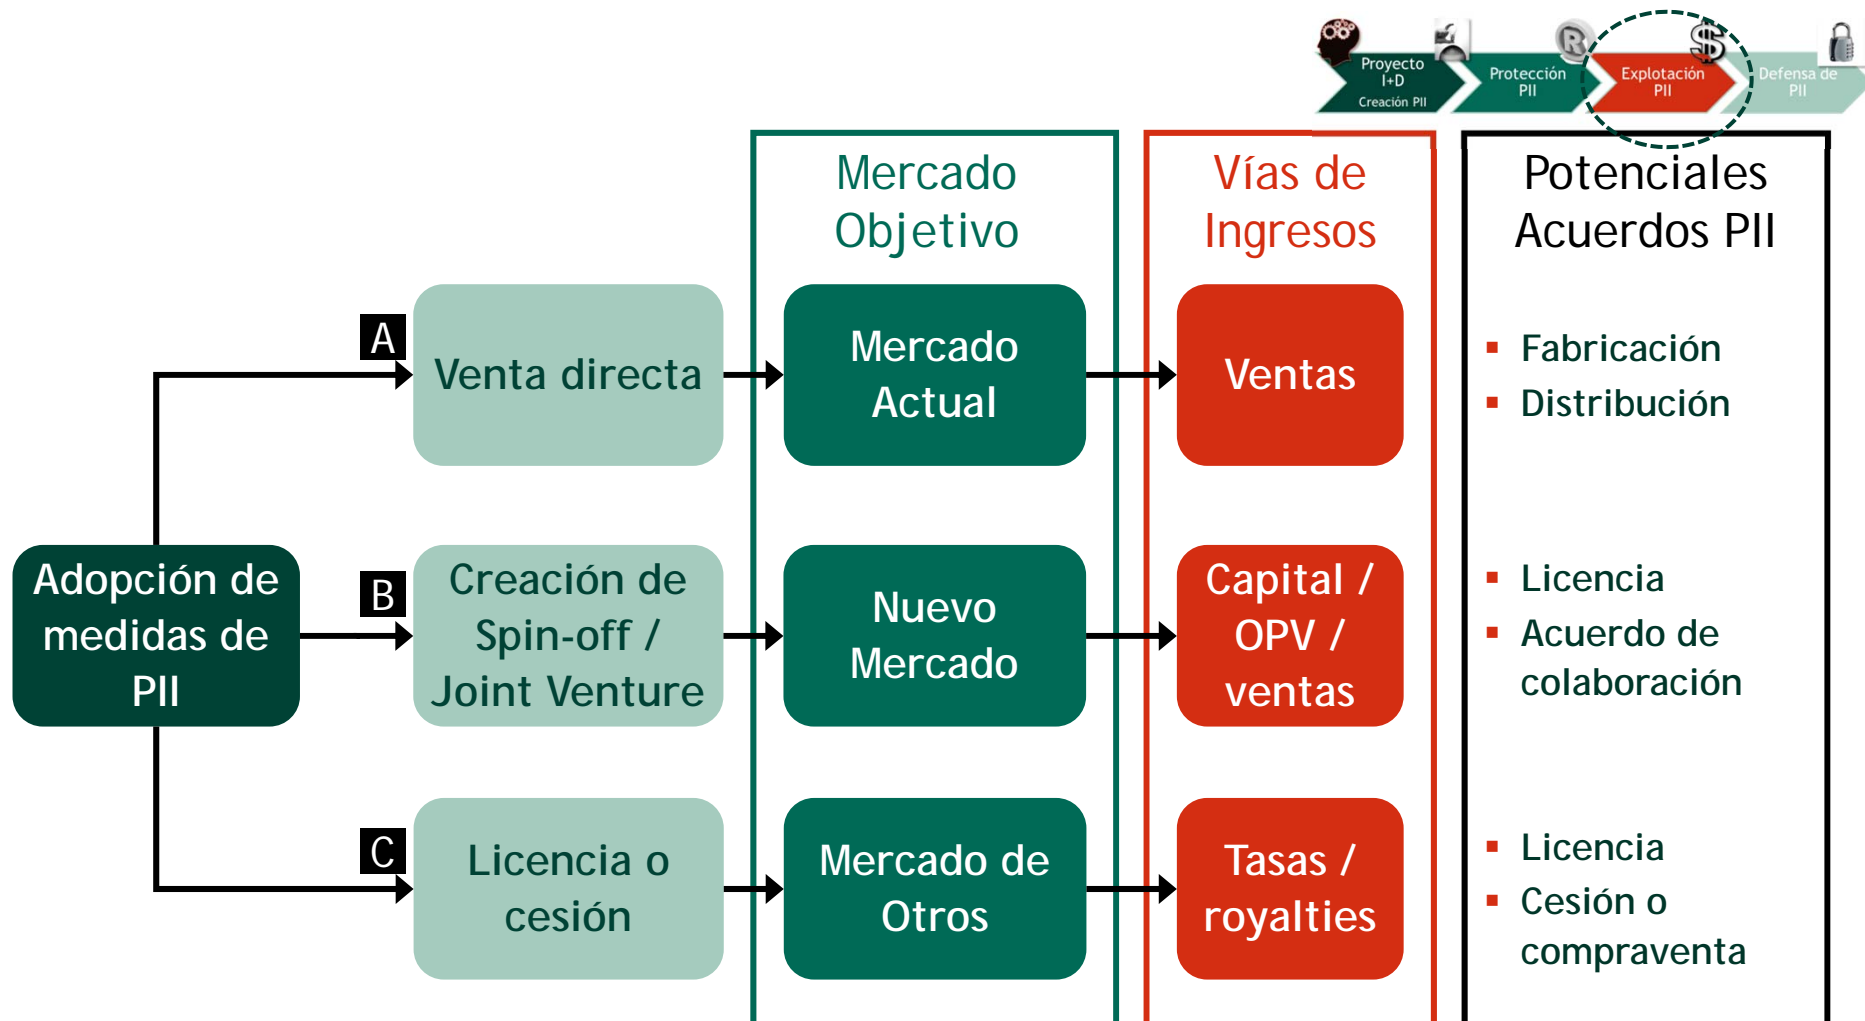 Proyecto
I+D
Creación PII
Protección
PII
®
Explotación
PII
$
Defensa de
PII
Mercado
Objetivo
Vías de
Ingresos
Potenciales
Acuerdos PII
A
Venta directa
Mercado
Actual
Ventas
▪ Fabricación
▪ Distribución
Adopción de
medidas de
PII
B
Creación de
Spin-off /
Joint Venture
Nuevo
Mercado
Capital /
OPV /
ventas
▪ Licencia
▪ Acuerdo de
colaboración
C
Licencia o
cesión
Mercado de
Otros
Tasas /
royalties
▪ Licencia
▪ Cesión o
compraventa